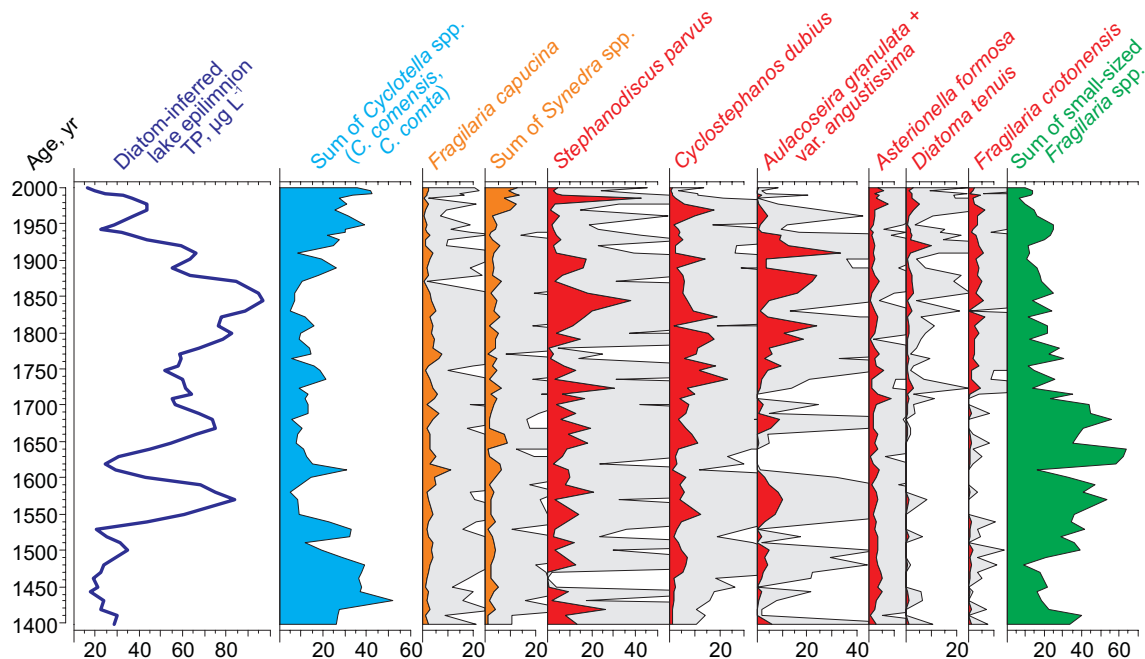 Age, yr
Diatom-inferred
lake epilimnion
TP, µg L⁻¹
Sum of Cyclotella spp.
(C. comensis,
C. comta)
Fragilaria capucina
Sum of Synedra spp.
Stephanodiscus parvus
Cyclostephanos dubius
Aulacoseira granulata +
var. angustissima
Asterionella formosa
Diatoma tenuis
Fragilaria crotonensis
Sum of small-sized
Fragilaria spp.
2000
1950
1900
1850
1800
1750
1700
1650
1600
1550
1500
1450
1400
20 40 60 80
20 40 60
20
20
20 40
20
20 40
20
20 40 60